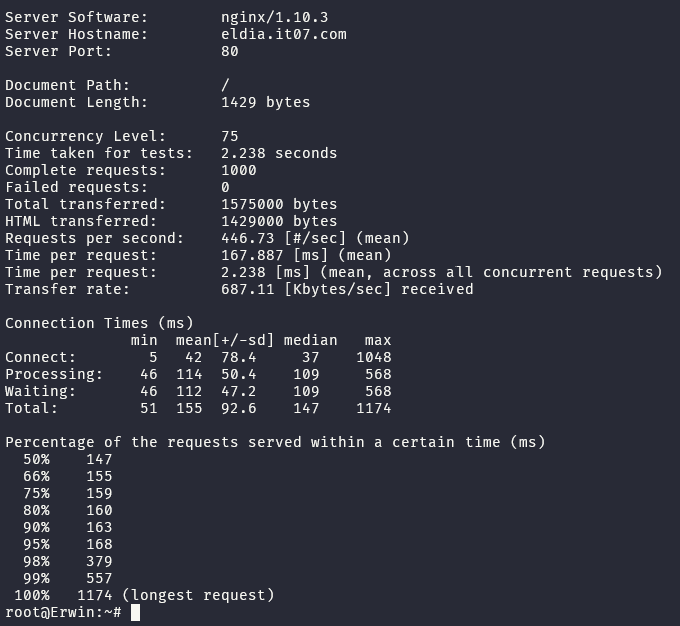 Server Software:        nginx/1.10.3
Server Hostname:        eldia.it07.com
Server Port:            80

Document Path:          /
Document Length:        1429 bytes

Concurrency Level:      75
Time taken for tests:   2.238 seconds
Complete requests:      1000
Failed requests:        0
Total transferred:      1575000 bytes
HTML transferred:       1429000 bytes
Requests per second:    446.73 [#/sec] (mean)
Time per request:       167.887 [ms] (mean)
Time per request:       2.238 [ms] (mean, across all concurrent requests)
Transfer rate:          687.11 [Kbytes/sec] received

Connection Times (ms)
              min  mean[+/-sd] median   max
Connect:        5   42  78.4     37    1048
Processing:    46  114  50.4    109     568
Waiting:       46  112  47.2    109     568
Total:         51  155  92.6    147    1174

Percentage of the requests served within a certain time (ms)
  50%    147
  66%    155
  75%    159
  80%    160
  90%    163
  95%    168
  98%    379
  99%    557
 100%   1174 (longest request)
root@Erwin:~#